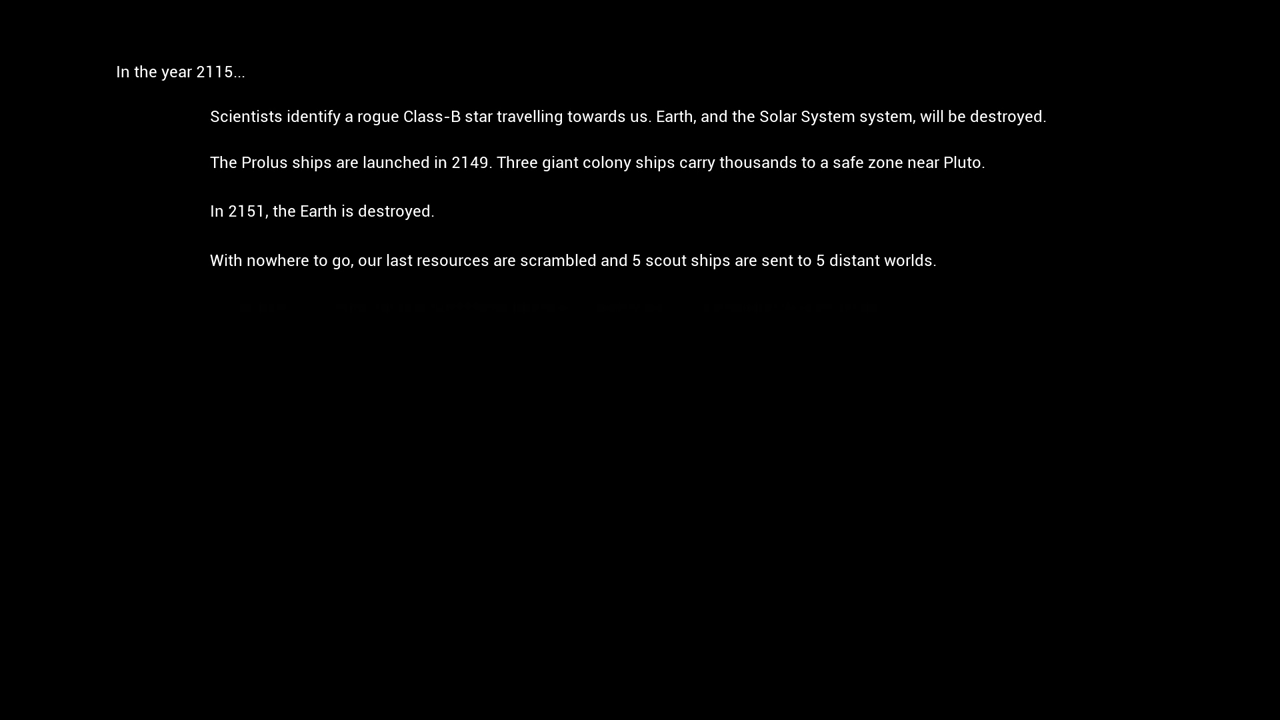 In the year 2115...
Scientists identify a rogue Class-B star travelling towards us. Earth, and the Solar System system, will be destroyed.
The Prolus ships are launched in 2149. Three giant colony ships carry thousands to a safe zone near Pluto.
In 2151, the Earth is destroyed.
With nowhere to go, our last resources are scrambled and 5 scout ships are sent to 5 distant worlds.